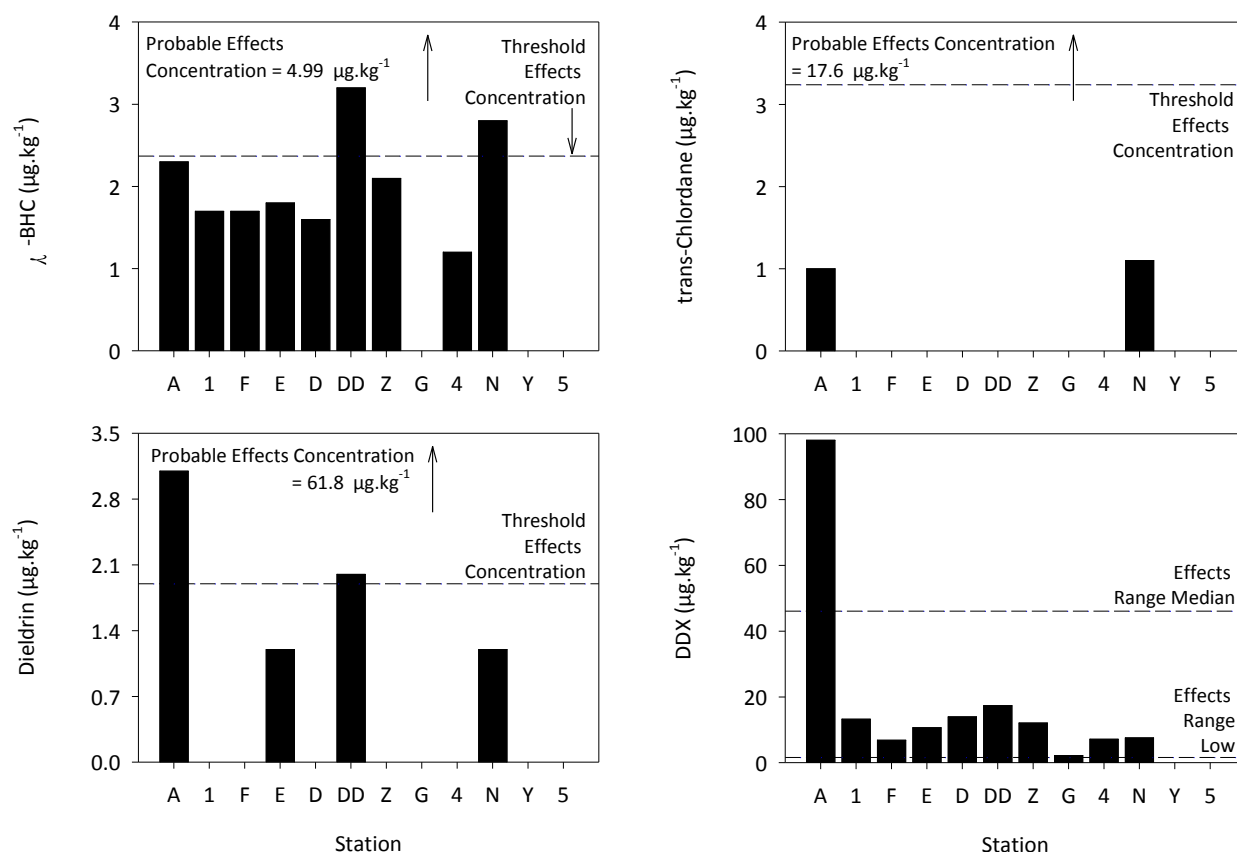 4
3
2
1
0
γ -BHC (µg.kg-1)
Probable Effects
Concentration = 4.99 µg.kg-1
Threshold
Effects
Concentration
A 1 F E D DD Z G 4 N Y 5
4
3
2
1
0
trans-Chlordane (µg.kg-1)
Probable Effects Concentration
= 17.6 µg.kg-1
Threshold
Effects
Concentration
A 1 F E D DD Z G 4 N Y 5
3.5
2.8
2.1
1.4
0.7
0.0
Dieldrin (µg.kg-1)
Probable Effects Concentration
= 61.8 µg.kg-1
Threshold
Effects
Concentration
A 1 F E D DD Z G 4 N Y 5
Station
100
80
60
40
20
0
DDX (µg.kg-1)
Effects
Range Median
Effects
Range
Low
A 1 F E D DD Z G 4 N Y 5
Station